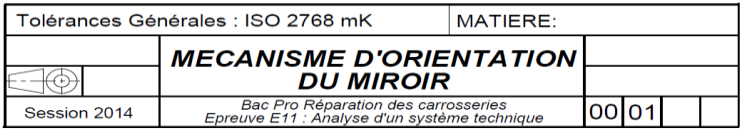 Tolérances Générales : ISO 2768 mK MATIERE:
MECANISME D'ORIENTATION
DU MIROIR
Session 2014
Bac Pro Réparation des carrosseries
Epreuve E11 : Analyse d'un système technique
00 01